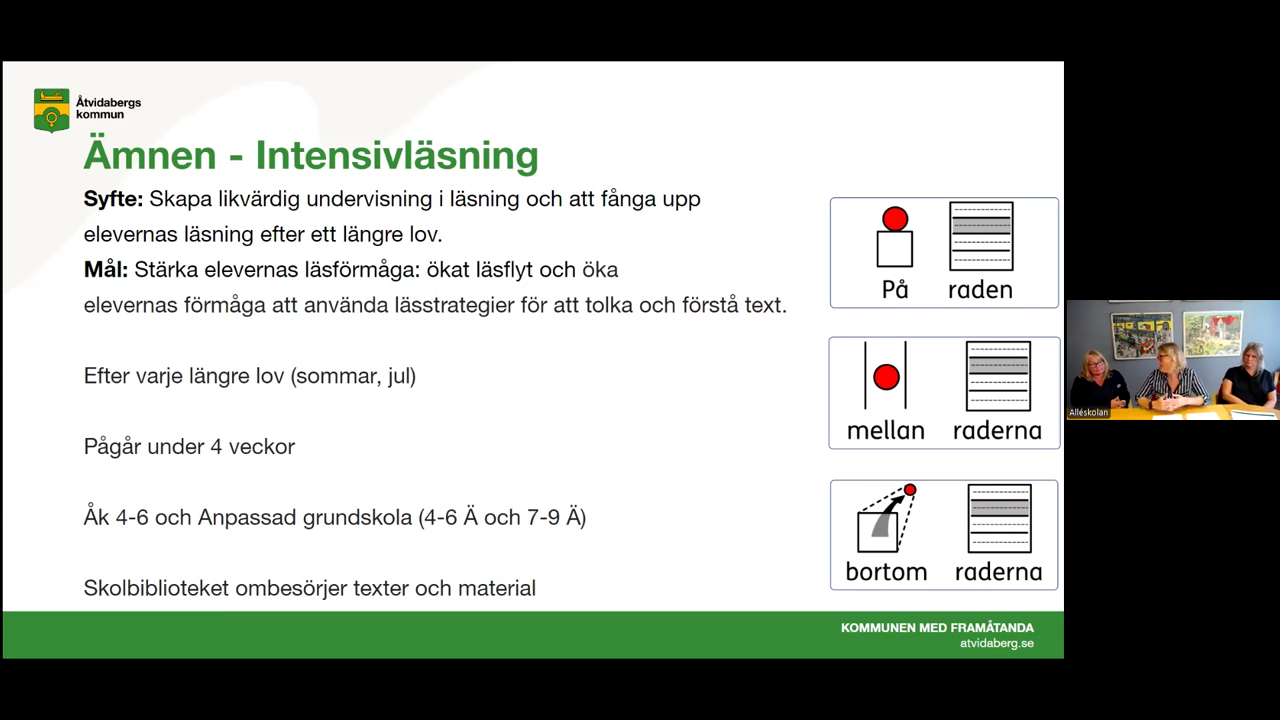 Åtvidabergs
kommun
Ämnen - Intensivläsning
Syfte: Skapa likvärdig undervisning i läsning och att fånga upp
elevernas läsning efter ett längre lov.
Mål: Stärka elevernas läsförmåga: ökat läsflyt och öka
elevernas förmåga att använda lässtrategier för att tolka och förstå text.
Efter varje längre lov (sommar, jul)
Pågår under 4 veckor
Åk 4-6 och Anpassad grundskola (4-6 Ä och 7-9 Ä)
Skolbiblioteket ombesörjer texter och material
På raden
mellan raderna
bortom raderna
Alléskolan
KOMMUNEN MED FRAMÅTANDA
atvidaberg.se